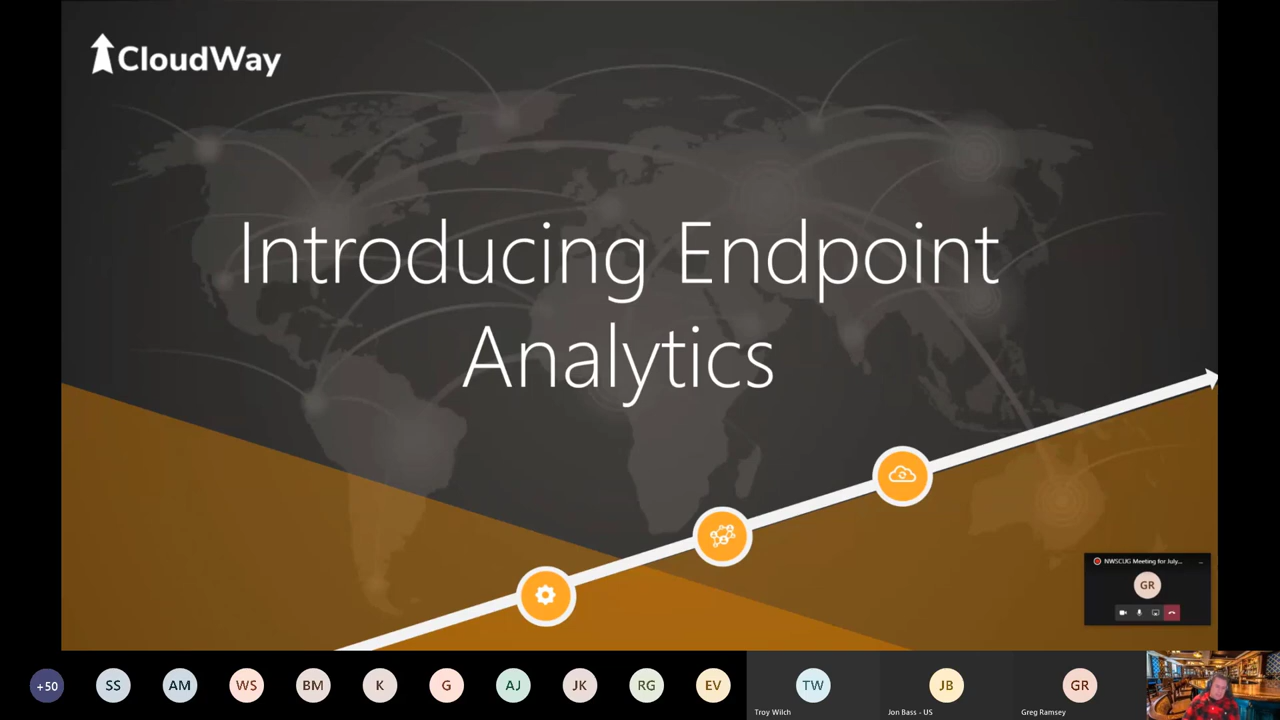 CloudWay
Introducing Endpoint
Analytics
NWSCUG Meeting for July...
GR
+50
SS
AM
WS
BM
K
G
AJ
JK
RG
EV
TW
JB
GR
Troy Wilch
Jon Bass - US
Greg Ramsey